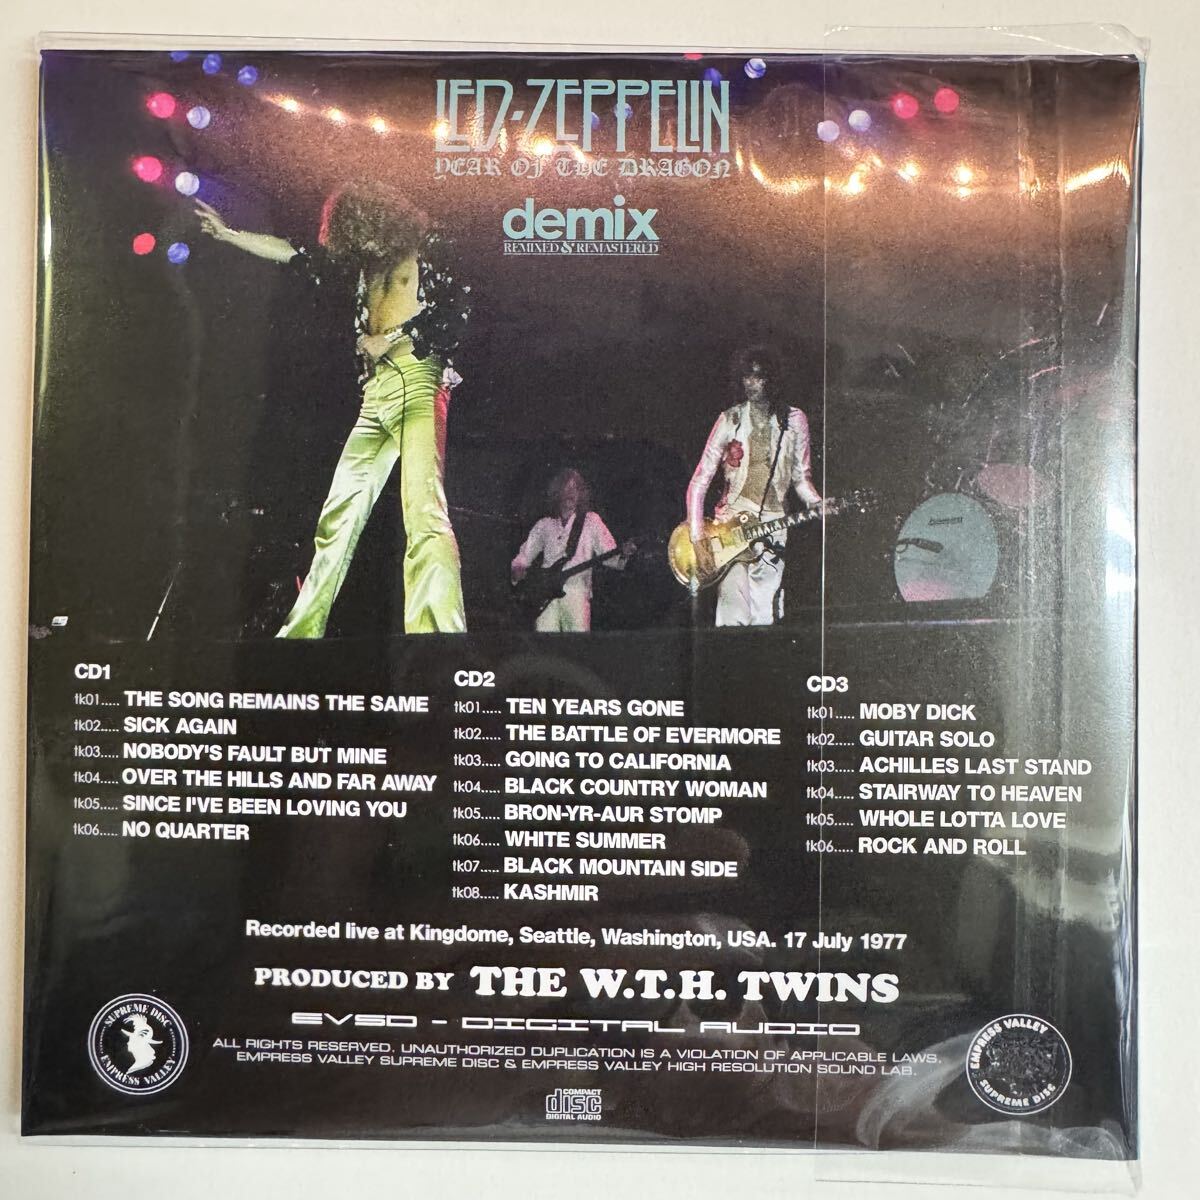 LED-ZEPPELIN
YEAR OF THE DRAGON
demix
REMIXED & REMASTERED
CD1
tk01..... THE SONG REMAINS THE SAME
tk02..... SICK AGAIN
tk03..... NOBODY'S FAULT BUT MINE
tk04..... OVER THE HILLS AND FAR AWAY
tk05..... SINCE I'VE BEEN LOVING YOU
tk06..... NO QUARTER
CD2
tk01..... TEN YEARS GONE
tk02..... THE BATTLE OF EVERMORE
tk03..... GOING TO CALIFORNIA
tk04..... BLACK COUNTRY WOMAN
tk05..... BRON-YR-AUR STOMP
tk06..... WHITE SUMMER
tk07..... BLACK MOUNTAIN SIDE
tk08..... KASHMIR
CD3
tk01..... MOBY DICK
tk02..... GUITAR SOLO
tk03..... ACHILLES LAST STAND
tk04..... STAIRWAY TO HEAVEN
tk05..... WHOLE LOTTA LOVE
tk06..... ROCK AND ROLL
Recorded live at Kingdome, Seattle, Washington, USA. 17 July 1977
PRODUCED BY THE W.T.H. TWINS
EVSD - DIGITAL AUDIO
ALL RIGHTS RESERVED. UNAUTHORIZED DUPLICATION IS A VIOLATION OF APPLICABLE LAWS.
EMPRESS VALLEY SUPREME DISC & EMPRESS VALLEY HIGH RESOLUTION SOUND LAB.
SUPREME DISC
EMPRESS VALLEY
COMPACT
disc
DIGITAL AUDIO
EMPRESS VALLEY
SUPREME DISC